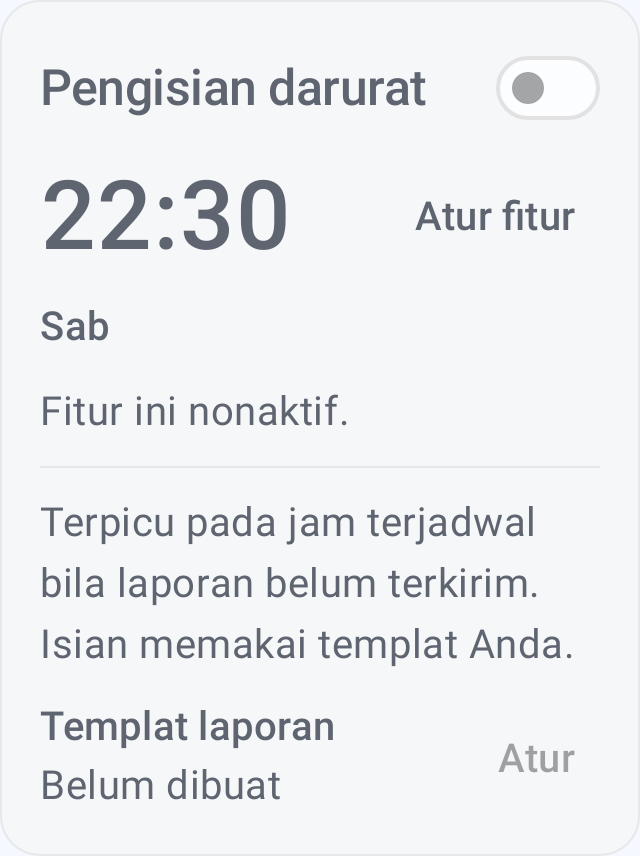 Pengisian darurat
22:30
Atur fitur
Sab
Fitur ini nonaktif.
Terpicu pada jam terjadwal
bila laporan belum terkirim.
Isian memakai templat Anda.
Templat laporan
Belum dibuat
Atur